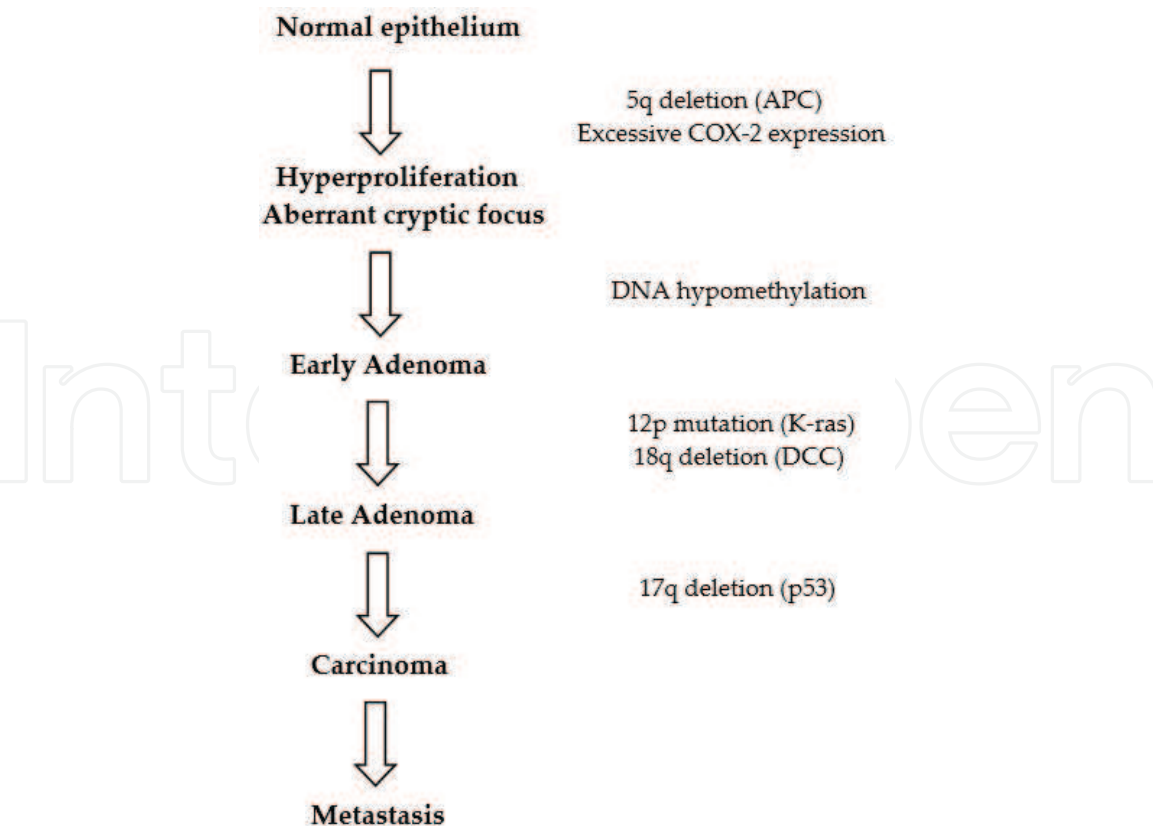 Normal epithelium
5q deletion (APC)
Excessive COX-2 expression
Hyperproliferation
Aberrant cryptic focus
DNA hypomethylation
Early Adenoma
12p mutation (K-ras)
18q deletion (DCC)
Late Adenoma
17q deletion (p53)
Carcinoma
Metastasis